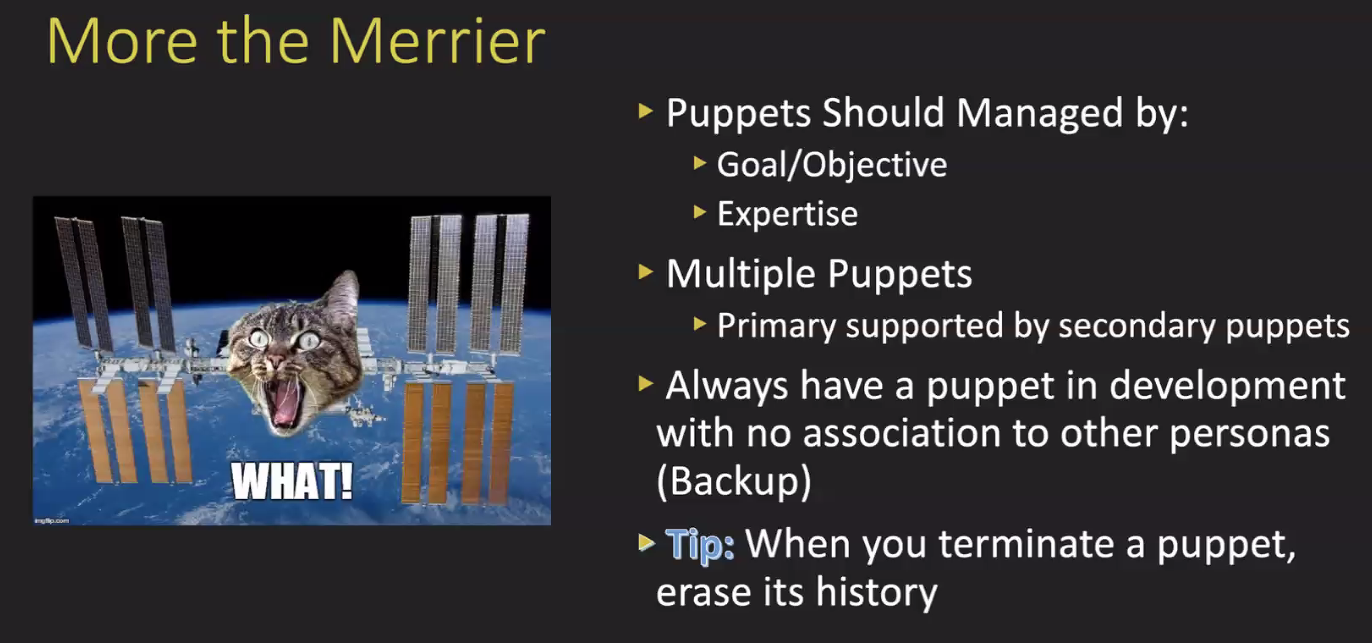 More the Merrier
Puppets Should Managed by:
Goal/Objective
Expertise
Multiple Puppets
Primary supported by secondary puppets
Always have a puppet in development
with no association to other personas
(Backup)
Tip: When you terminate a puppet,
erase its history
WHAT!
imgflip.com